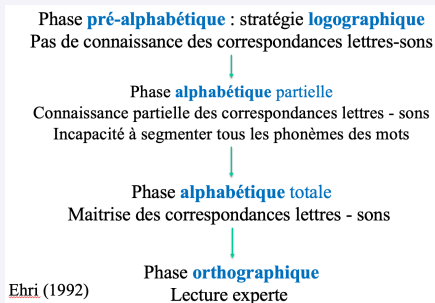 Phase pré-alphabétique : stratégie logographique
Pas de connaissance des correspondances lettres-sons
Phase alphabétique partielle
Connaissance partielle des correspondances lettres - sons
Incapacité à segmenter tous les phonèmes des mots
Phase alphabétique totale
Maitrise des correspondances lettres - sons
Phase orthographique
Lecture experte
Ehri (1992)